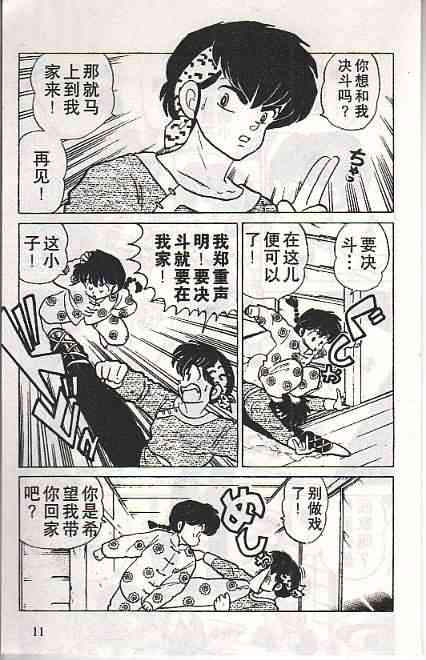 你想和我
决斗吗？
那就马
上到我
家来！
再见！
ちゃっ
要决
斗…
在这儿
便可以
了！
我郑重声
明！要决
斗就要在
我家！
这小
子！
别做戏
了！
你是希
望我带
你回家
吧？
11